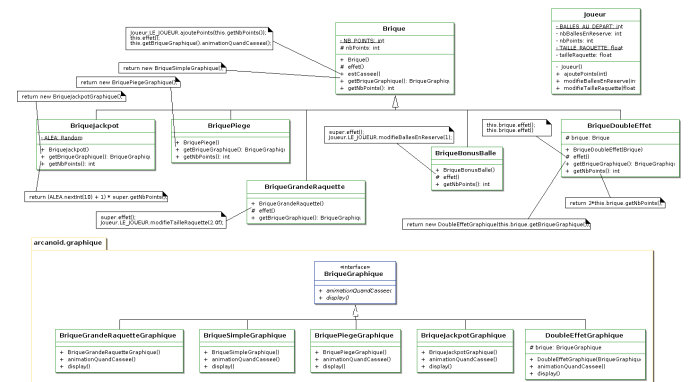 Joueur.LE_JOUEUR.ajoutePoints(this.getNbPoints());
this.effet();
this.getBriqueGraphique().animationQuandCassee();
return new BriqueSimpleGraphique();
return new BriquePiegeGraphique();
return new BriqueJackpotGraphique();
Brique
- NB_POINTS: int
# nbPoints: int
+ Brique()
# effet()
+ estCassee()
+ getBriqueGraphique(): BriqueGraphiq
+ getNbPoints(): int
Joueur
- BALLES_AU_DEPART: int
- nbBallesEnReserve: int
- nbPoints: int
- TAILLE_RAQUETTE: float
- tailleRaquette: float
- Joueur()
+ ajoutePoints(int)
+ modifieBallesEnReserve(in
+ modifieTailleRaquette(float
BriqueJackpot
- ALEA: Random
+ BriqueJackpot()
+ getBriqueGraphique(): BriqueGraphiq
+ getNbPoints(): int
BriquePiege
+ BriquePiege()
+ getBriqueGraphique(): BriqueGraphiq
+ getNbPoints(): int
super.effet();
Joueur.LE_JOUEUR.modifieBallesEnReserve(1);
this.brique.effet();
this.brique.effet();
BriqueDoubleEffet
# brique: Brique
+ BriqueDoubleEffet(Brique)
# effet()
+ getBriqueGraphique(): BriqueGraphiq
+ getNbPoints(): int
BriqueBonusBalle
+ BriqueBonusBalle()
# effet()
+ getNbPoints(): int
BriqueGrandeRaquette
+ BriqueGrandeRaquette()
# effet()
+ getBriqueGraphique(): BriqueGraphiq
return (ALEA.nextInt(10) + 1) * super.getNbPoints();
return 2*this.brique.getNbPoints();
super.effet();
Joueur.LE_JOUEUR.modifieTailleRaquette(2.0f);
return new DoubleEffetGraphique(this.brique.getBriqueGraphique());
arcanoid.graphique
«interface»
BriqueGraphique
+ animationQuandCassee(
+ display()
BriqueGrandeRaquetteGraphique
+ BriqueGrandeRaquetteGraphique()
+ animationQuandCassee()
+ display()
BriqueSimpleGraphique
+ BriqueSimpleGraphique()
+ animationQuandCassee()
+ display()
BriquePiegeGraphique
+ BriquePiegeGraphique()
+ animationQuandCassee()
+ display()
BriqueJackpotGraphique
+ BriqueJackpotGraphique()
+ animationQuandCassee()
+ display()
DoubleEffetGraphique
# brique: BriqueGraphique
+ DoubleEffetGraphique(BriqueGraphiqu
+ animationQuandCassee()
+ display()